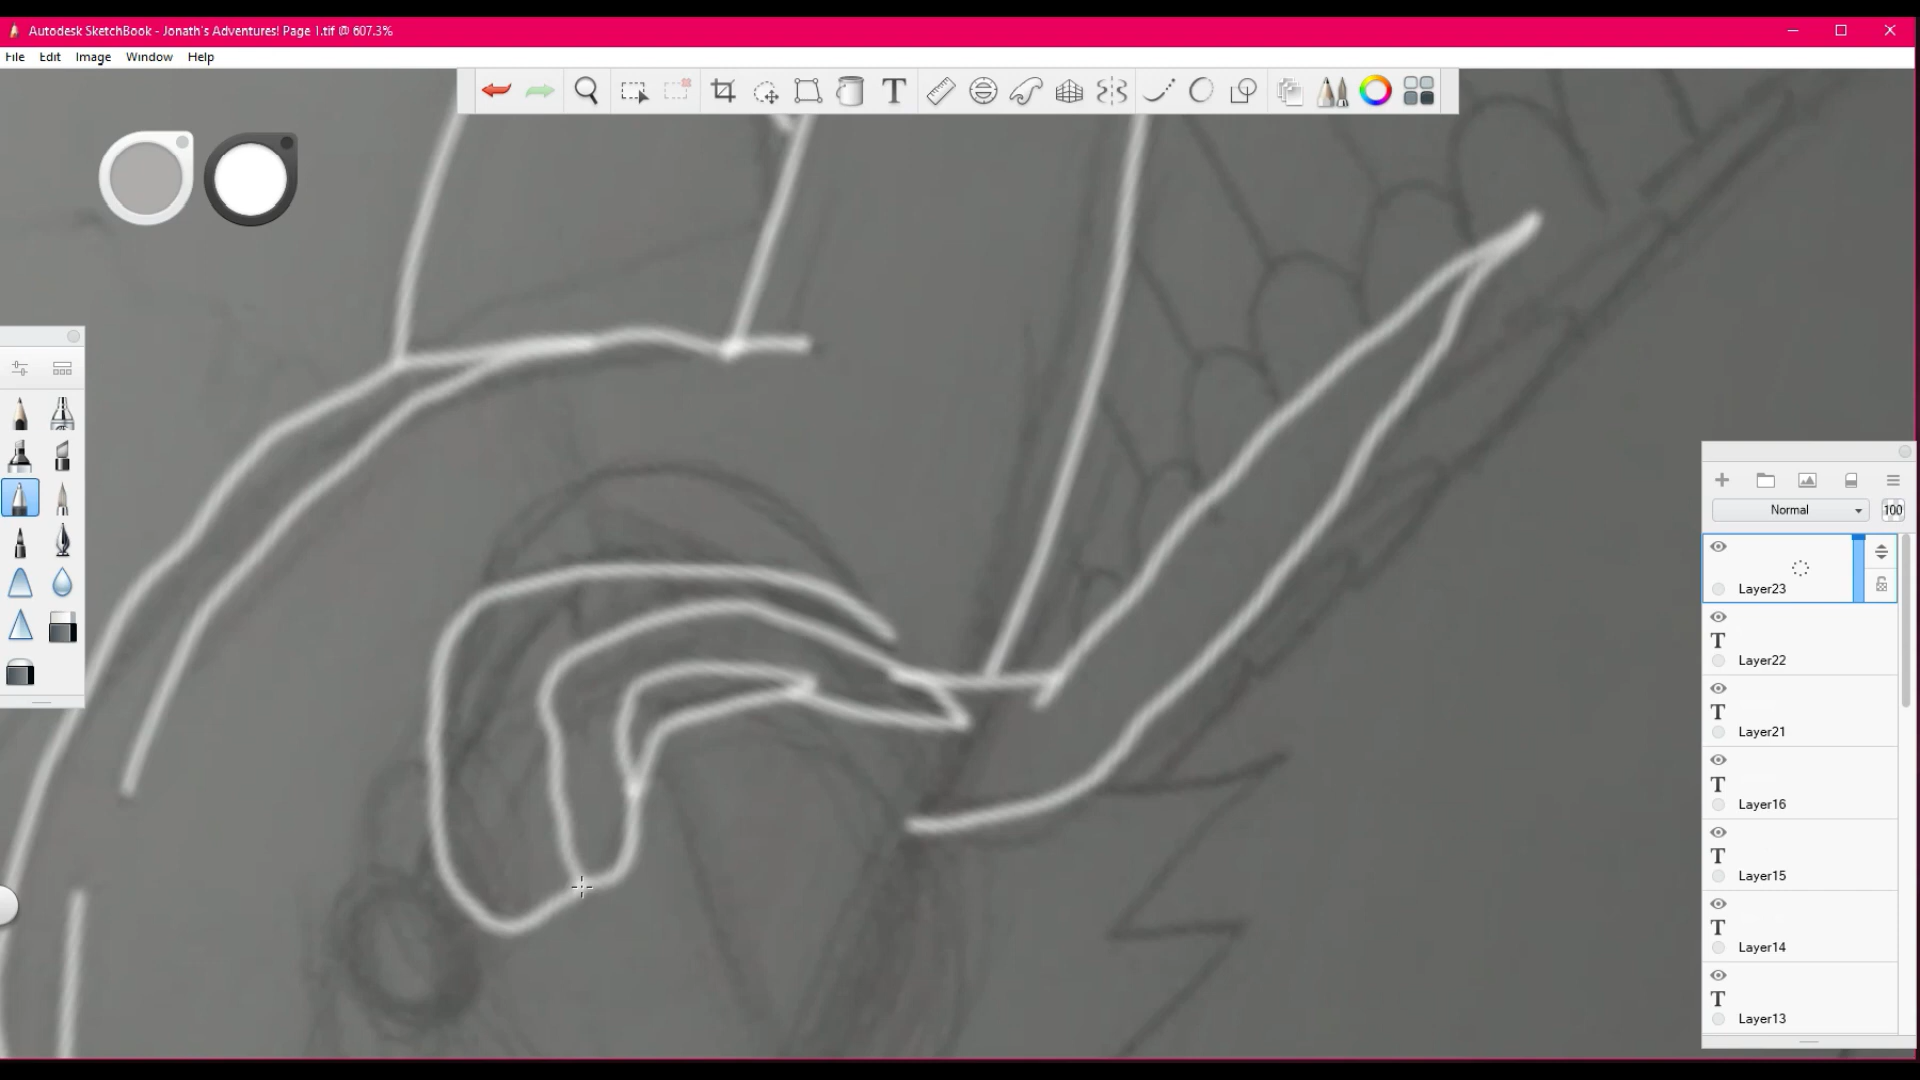 Autodesk SketchBook - Jonath's Adventures! Page 1.tif @ 607.3%
File Edit Image Window Help
T
Normal 100
Layer23
T
Layer22
T
Layer21
T
Layer16
T
Layer15
T
Layer14
T
Layer13